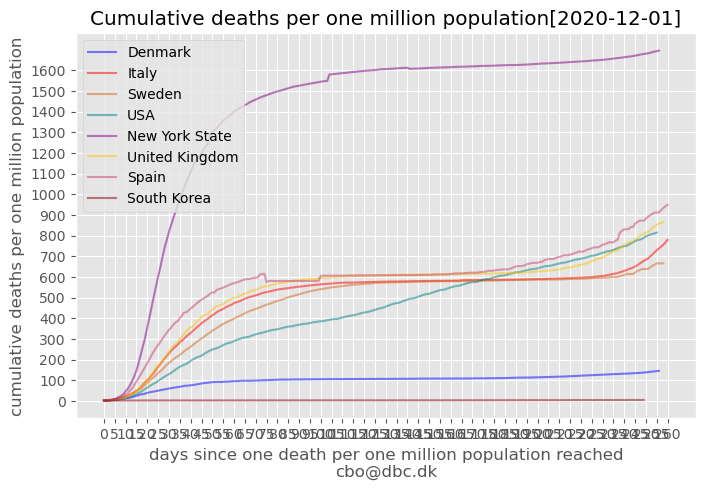 Cumulative deaths per one million population[2020-12-01]
cumulative deaths per one million population
1600
1500
1400
1300
1200
1100
1000
900
800
700
600
500
400
300
200
100
0
Denmark
Italy
Sweden
USA
New York State
United Kingdom
Spain
South Korea
days since one death per one million population reached
cbo@dbc.dk